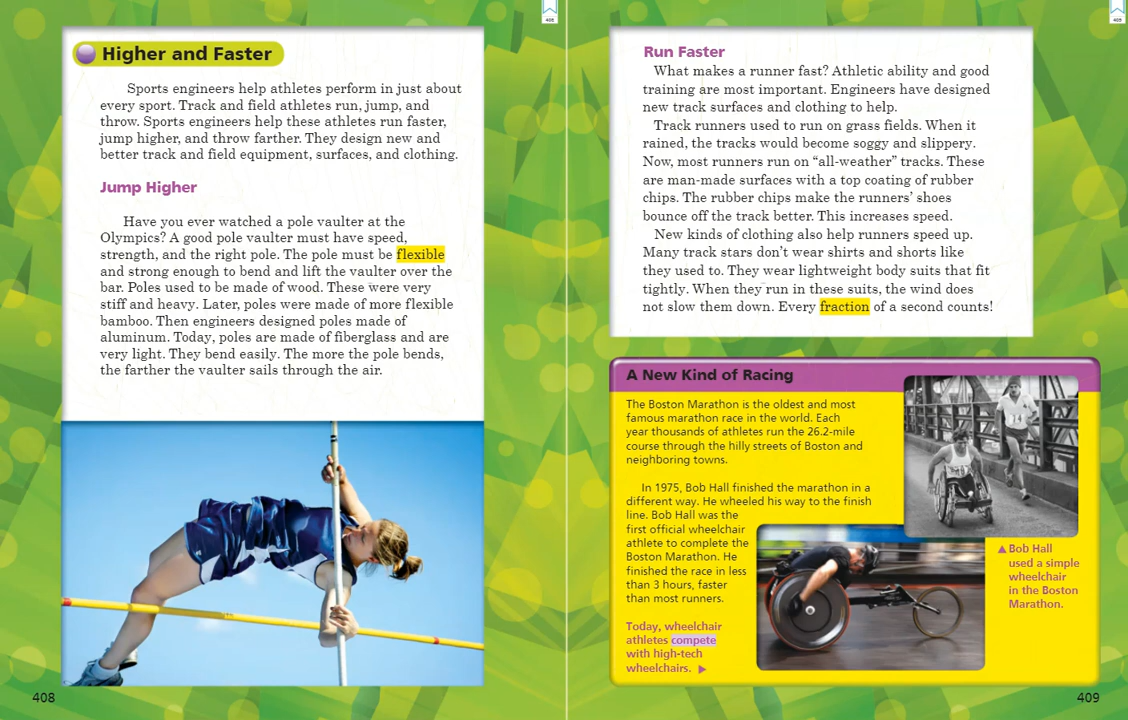 408
Higher and Faster
Sports engineers help athletes perform in just about
every sport. Track and field athletes run, jump, and
throw. Sports engineers help these athletes run faster,
jump higher, and throw farther. They design new and
better track and field equipment, surfaces, and clothing.
Jump Higher
Have you ever watched a pole vaulter at the
Olympics? A good pole vaulter must have speed,
strength, and the right pole. The pole must be flexible
and strong enough to bend and lift the vaulter over the
bar. Poles used to be made of wood. These were very
stiff and heavy. Later, poles were made of more flexible
bamboo. Then engineers designed poles made of
aluminum. Today, poles are made of fiberglass and are
very light. They bend easily. The more the pole bends,
the farther the vaulter sails through the air.
408
409
Run Faster
What makes a runner fast? Athletic ability and good
training are most important. Engineers have designed
new track surfaces and clothing to help.
Track runners used to run on grass fields. When it
rained, the tracks would become soggy and slippery.
Now, most runners run on “all-weather” tracks. These
are man-made surfaces with a top coating of rubber
chips. The rubber chips make the runners’ shoes
bounce off the track better. This increases speed.
New kinds of clothing also help runners speed up.
Many track stars don’t wear shirts and shorts like
they used to. They wear lightweight body suits that fit
tightly. When they run in these suits, the wind does
not slow them down. Every fraction of a second counts!
A New Kind of Racing
The Boston Marathon is the oldest and most
famous marathon race in the world. Each
year thousands of athletes run the 26.2-mile
course through the hilly streets of Boston and
neighboring towns.
In 1975, Bob Hall finished the marathon in a
different way. He wheeled his way to the finish
line. Bob Hall was the
first official wheelchair
athlete to complete the
Boston Marathon. He
finished the race in less
than 3 hours, faster
than most runners.
Today, wheelchair
athletes compete
with high-tech
wheelchairs. ▶
▲ Bob Hall
used a simple
wheelchair
in the Boston
Marathon.
409